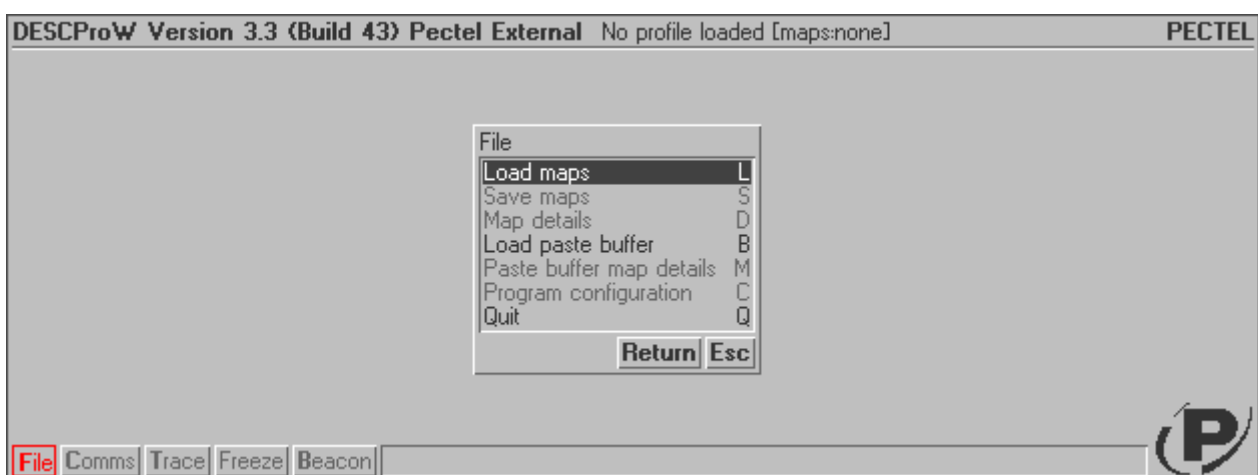 DESCProW Version 3.3 (Build 43) Pectel External No profile loaded [maps:none] PECTEL
File
Load maps L
Save maps S
Map details D
Load paste buffer B
Paste buffer map details M
Program configuration C
Quit Q
Return Esc
P
File Comms Trace Freeze Beacon